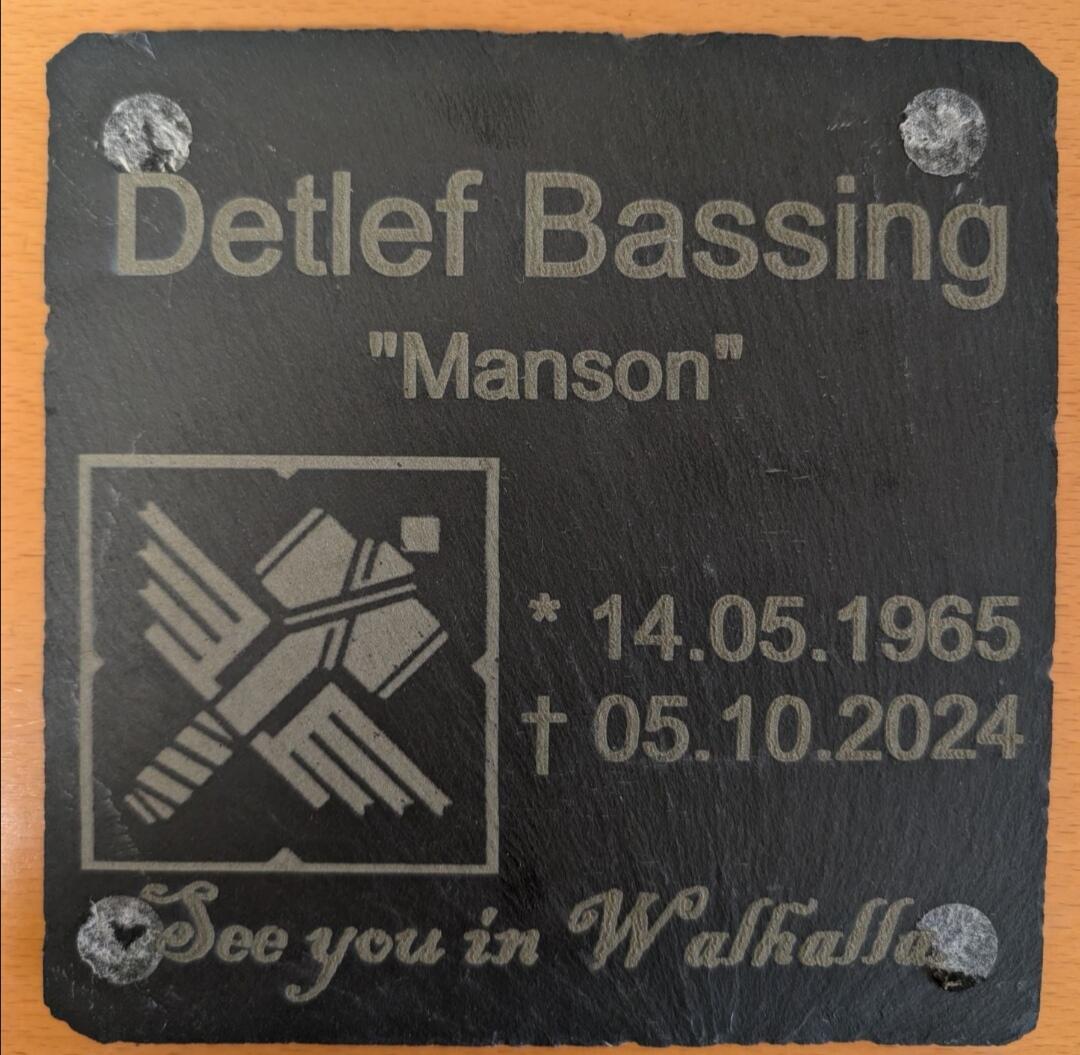 Detlef Bassing
"Manson"
* 14.05.1965
† 05.10.2024
See you in Walhalla